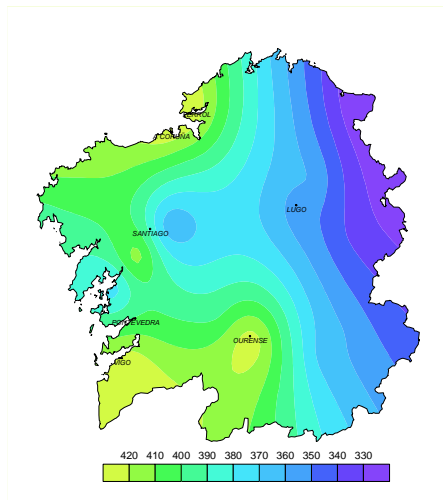 FERROL
A CORUÑA
LUGO
SANTIAGO
PONTEVEDRA
OURENSE
VIGO
420 410 400 390 380 370 360 350 340 330